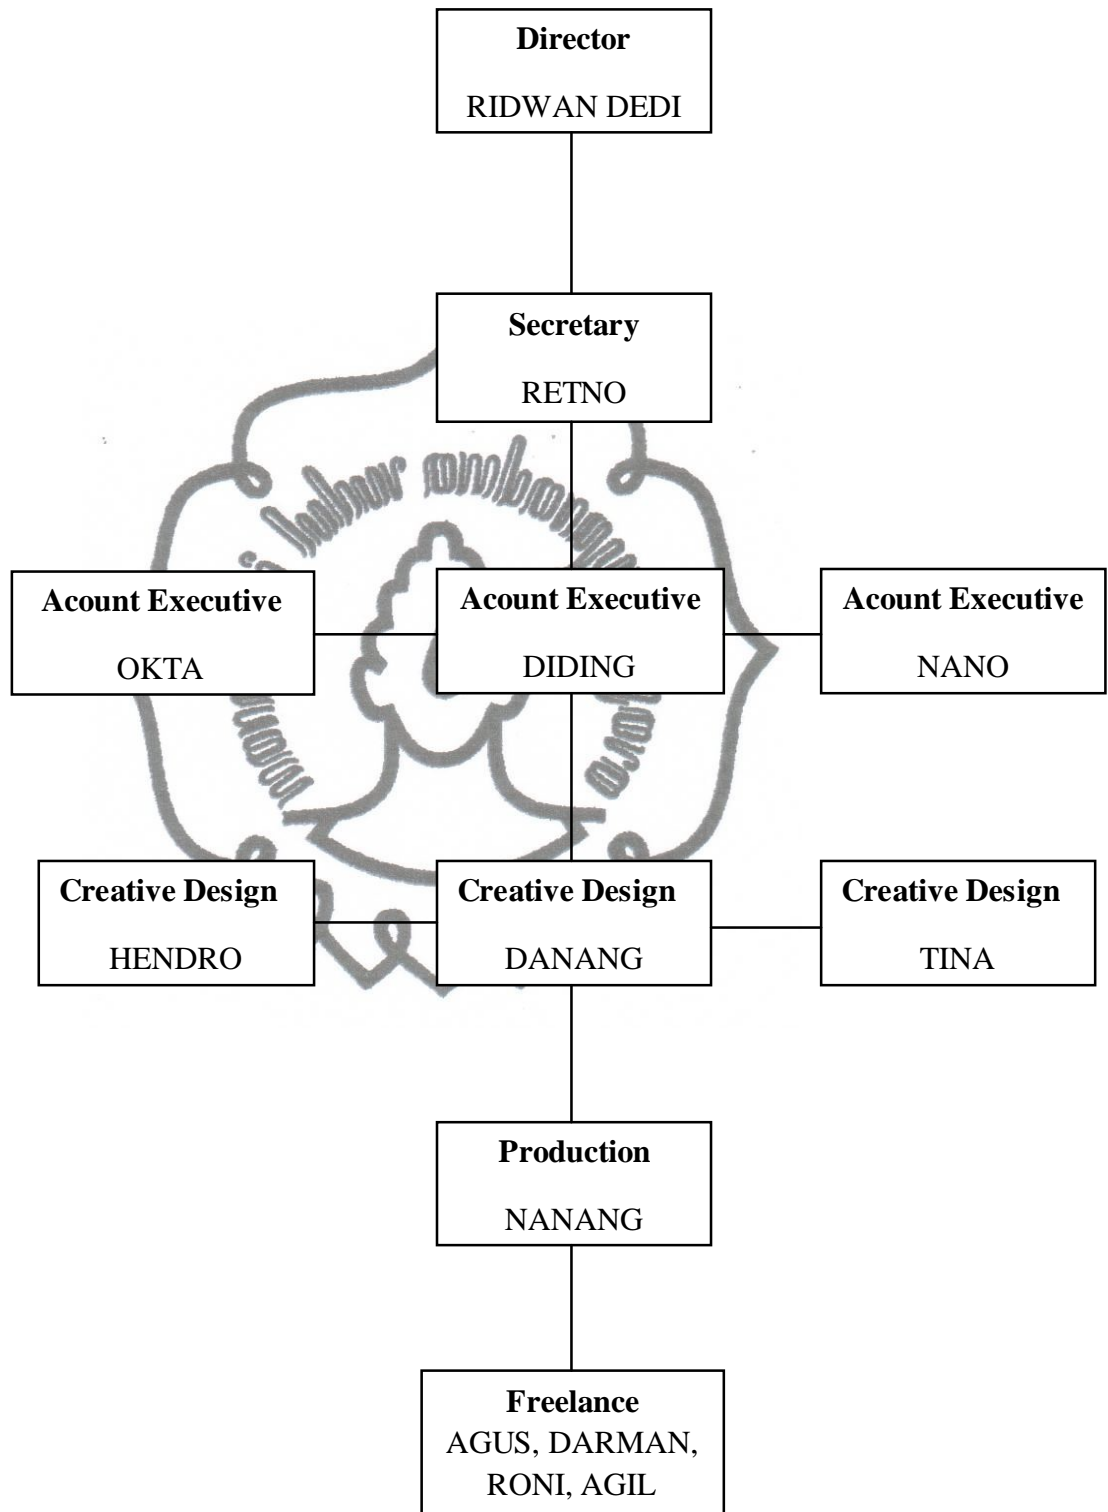 Director
RIDWAN DEDI
Secretary
RETNO
Acount Executive
OKTA
Acount Executive
DIDING
Acount Executive
NANO
Creative Design
HENDRO
Creative Design
DANANG
Creative Design
TINA
Production
NANANG
Freelance
AGUS, DARMAN,
RONI, AGIL